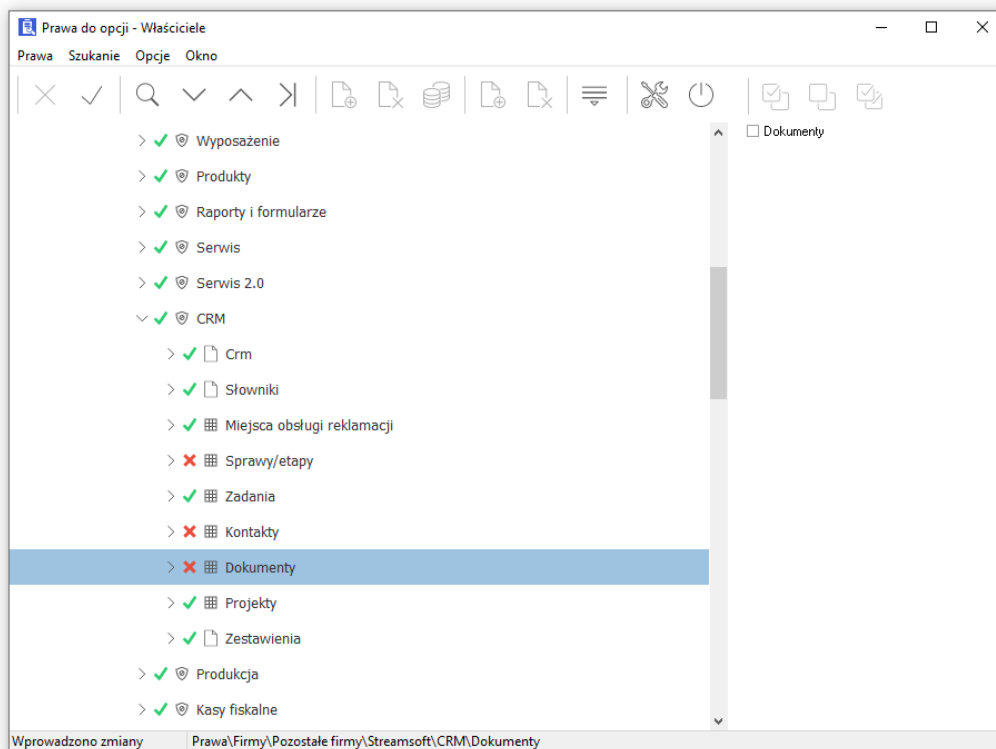 Prawa do opcji - Właściciele
Prawa Szukanie Opcje Okno
Wyposażenie
Dokumenty
Produkty
Raporty i formularze
Serwis
Serwis 2.0
CRM
Crm
Słowniki
Miejsca obsługi reklamacji
Sprawy/etapy
Zadania
Kontakty
Dokumenty
Projekty
Zestawienia
Produkcja
Kasy fiskalne
Wprowadzono zmiany Prawa\Firmy\Pozostałe firmy\Streamsoft\CRM\Dokumenty